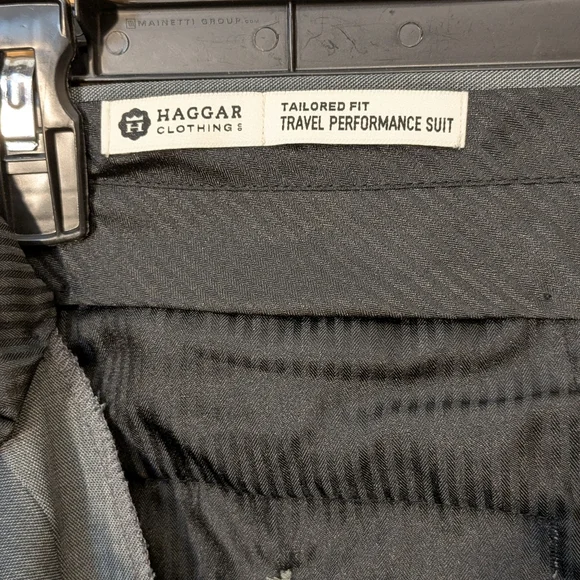 MAINETTI GROUP
H
HAGGAR
CLOTHING
TAILORED FIT
TRAVEL PERFORMANCE SUIT